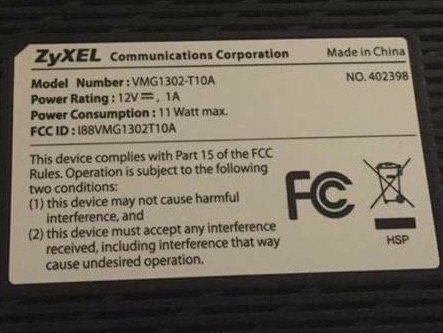 ZyXEL Communications Corporation Made in China
Model Number : VMG1302-T10A NO. 402398
Power Rating : 12V⎓, 1A
Power Consumption : 11 Watt max.
FCC ID : I88VMG1302T10A
This device complies with Part 15 of the FCC
Rules. Operation is subject to the following
two conditions:
(1) this device may not cause harmful
interference, and
(2) this device must accept any interference
received, including interference that way
cause undesired operation.
FC
HSP